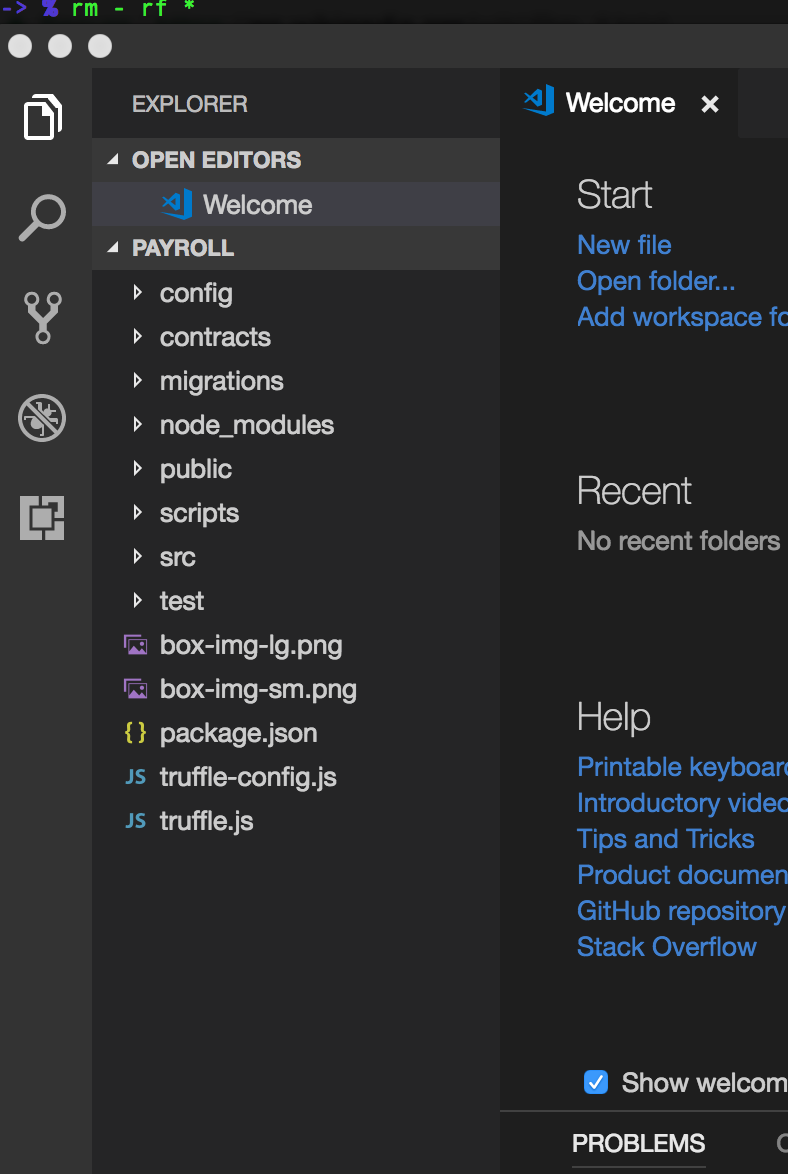 -> % rm - rf *
EXPLORER
OPEN EDITORS
Welcome
PAYROLL
config
contracts
migrations
node_modules
public
scripts
src
test
box-img-lg.png
box-img-sm.png
{} package.json
JS truffle-config.js
JS truffle.js
Welcome ×
Start
New file
Open folder...
Add workspace fo
Recent
No recent folders
Help
Printable keyboard
Introductory video
Tips and Tricks
Product documen
GitHub repository
Stack Overflow
Show welcom
PROBLEMS